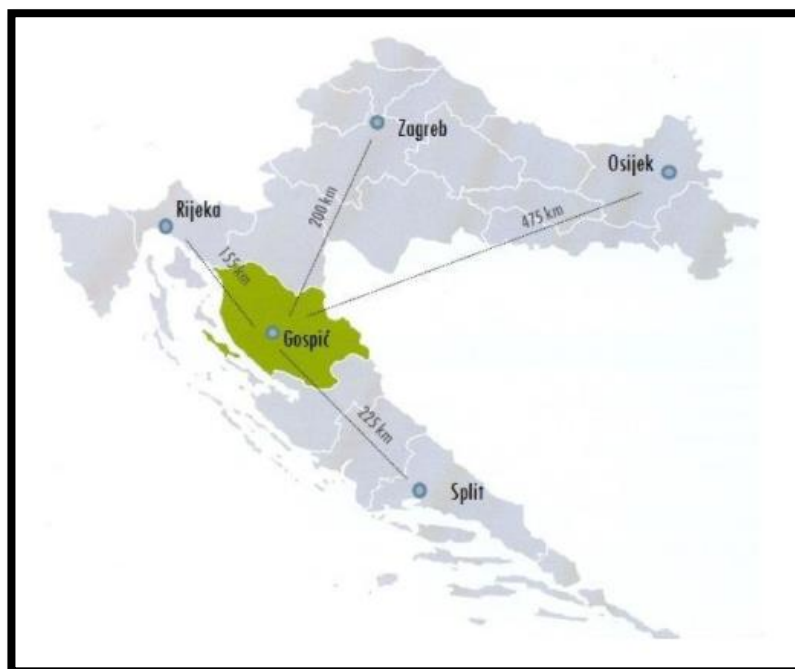 Zagreb
Osijek
Rijeka
200 km
475 km
155 km
Gospić
225 km
Split